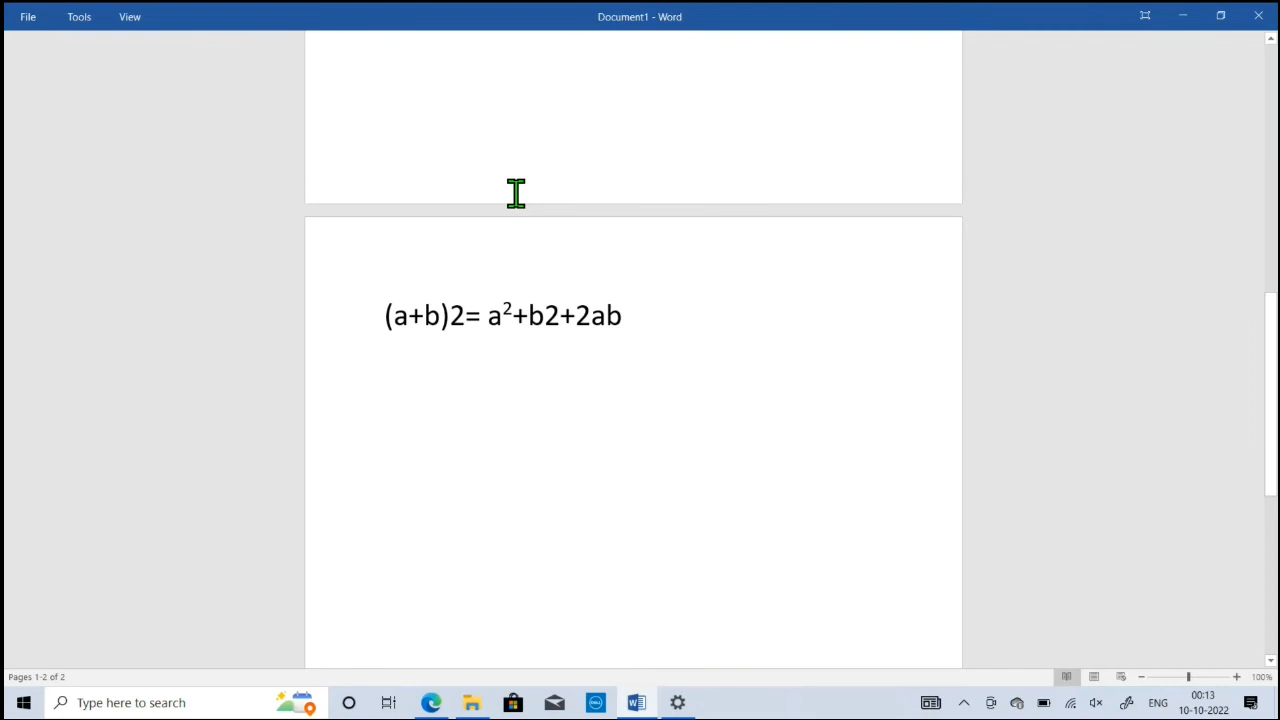 File Tools View Document1 - Word
(a+b)2= a²+b2+2ab
Pages 1-2 of 2 100%
Type here to search ENG 00:13
10-10-2022